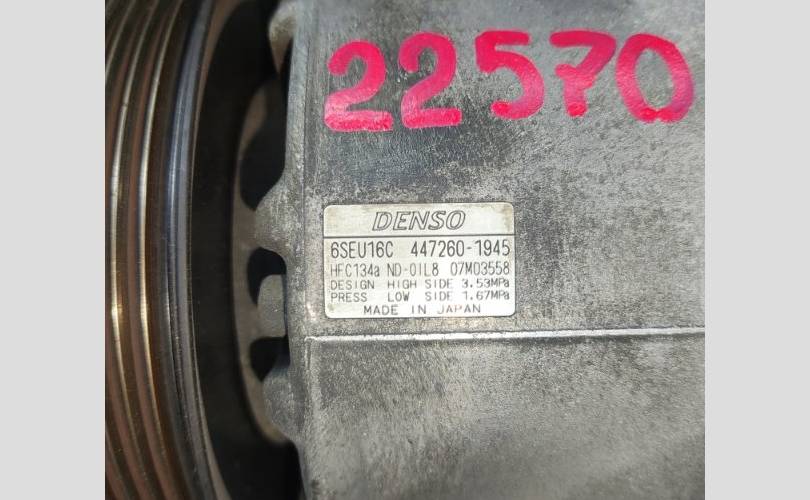 22570
DENSO
6SEU16C 447260-1945
HFC134a ND-OIL8 07M03558
DESIGN HIGH SIDE 3.53MPa
PRESS LOW SIDE 1.67MPa
MADE IN JAPAN